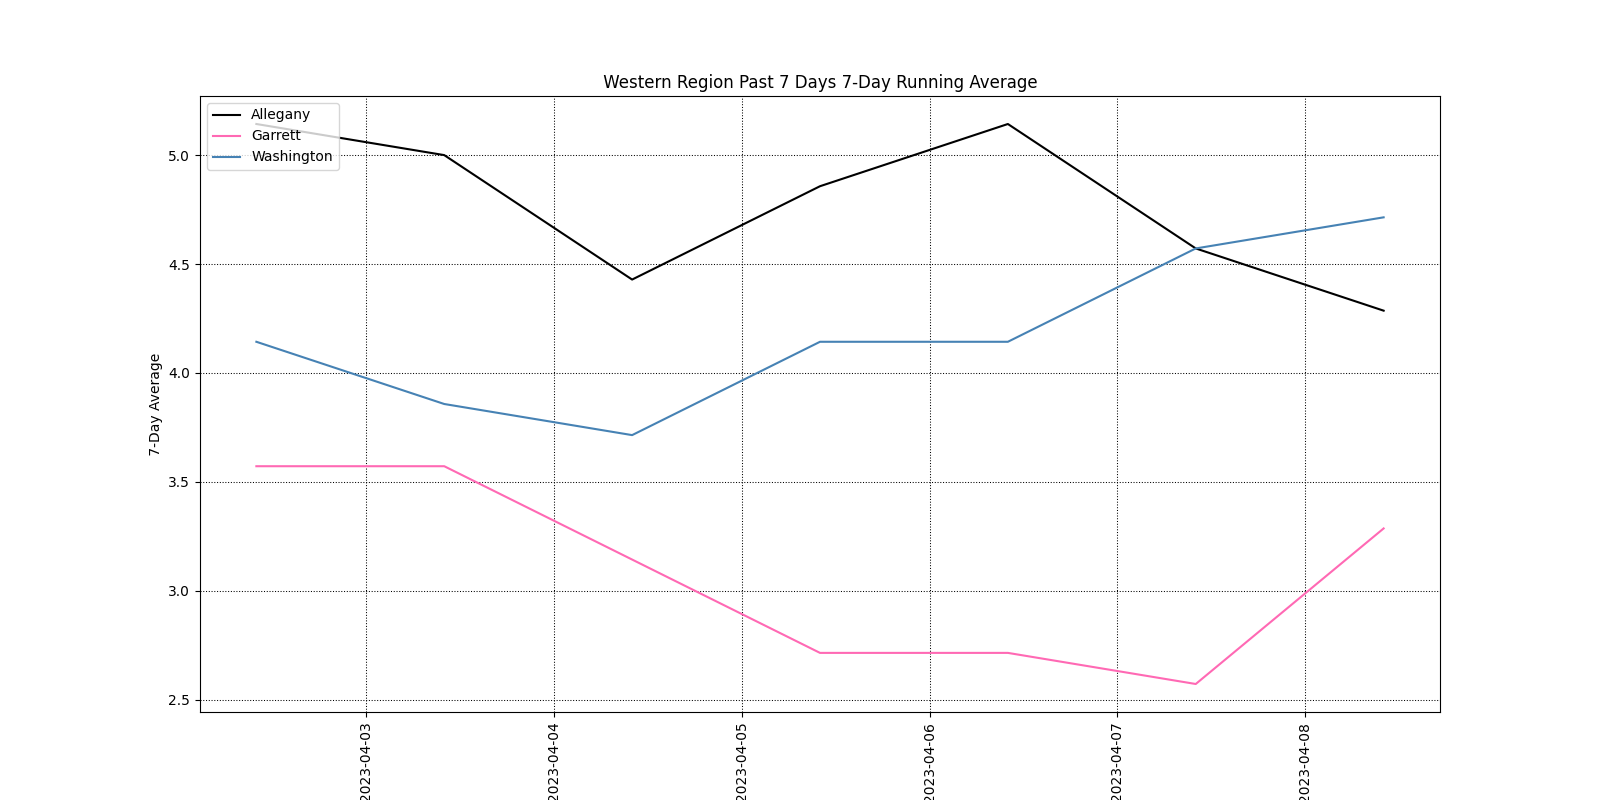 Western Region Past 7 Days 7-Day Running Average
Allegany
Garrett
Washington
7-Day Average
5.0
4.5
4.0
3.5
3.0
2.5
2023-04-03
2023-04-04
2023-04-05
2023-04-06
2023-04-07
2023-04-08